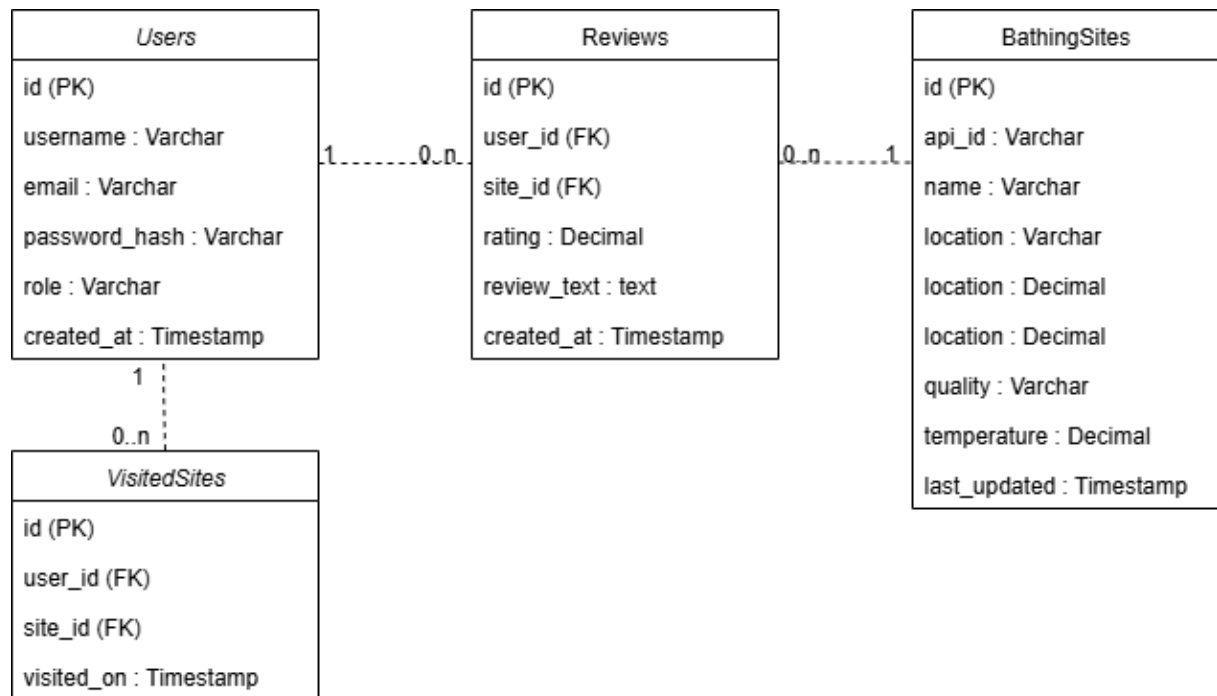 Users
id (PK)
username : Varchar
email : Varchar
password_hash : Varchar
role : Varchar
created_at : Timestamp
1
0..n
Reviews
id (PK)
user_id (FK)
site_id (FK)
rating : Decimal
review_text : text
created_at : Timestamp
0..n
1
BathingSites
id (PK)
api_id : Varchar
name : Varchar
location : Varchar
location : Decimal
location : Decimal
quality : Varchar
temperature : Decimal
last_updated : Timestamp
1
0..n
VisitedSites
id (PK)
user_id (FK)
site_id (FK)
visited_on : Timestamp